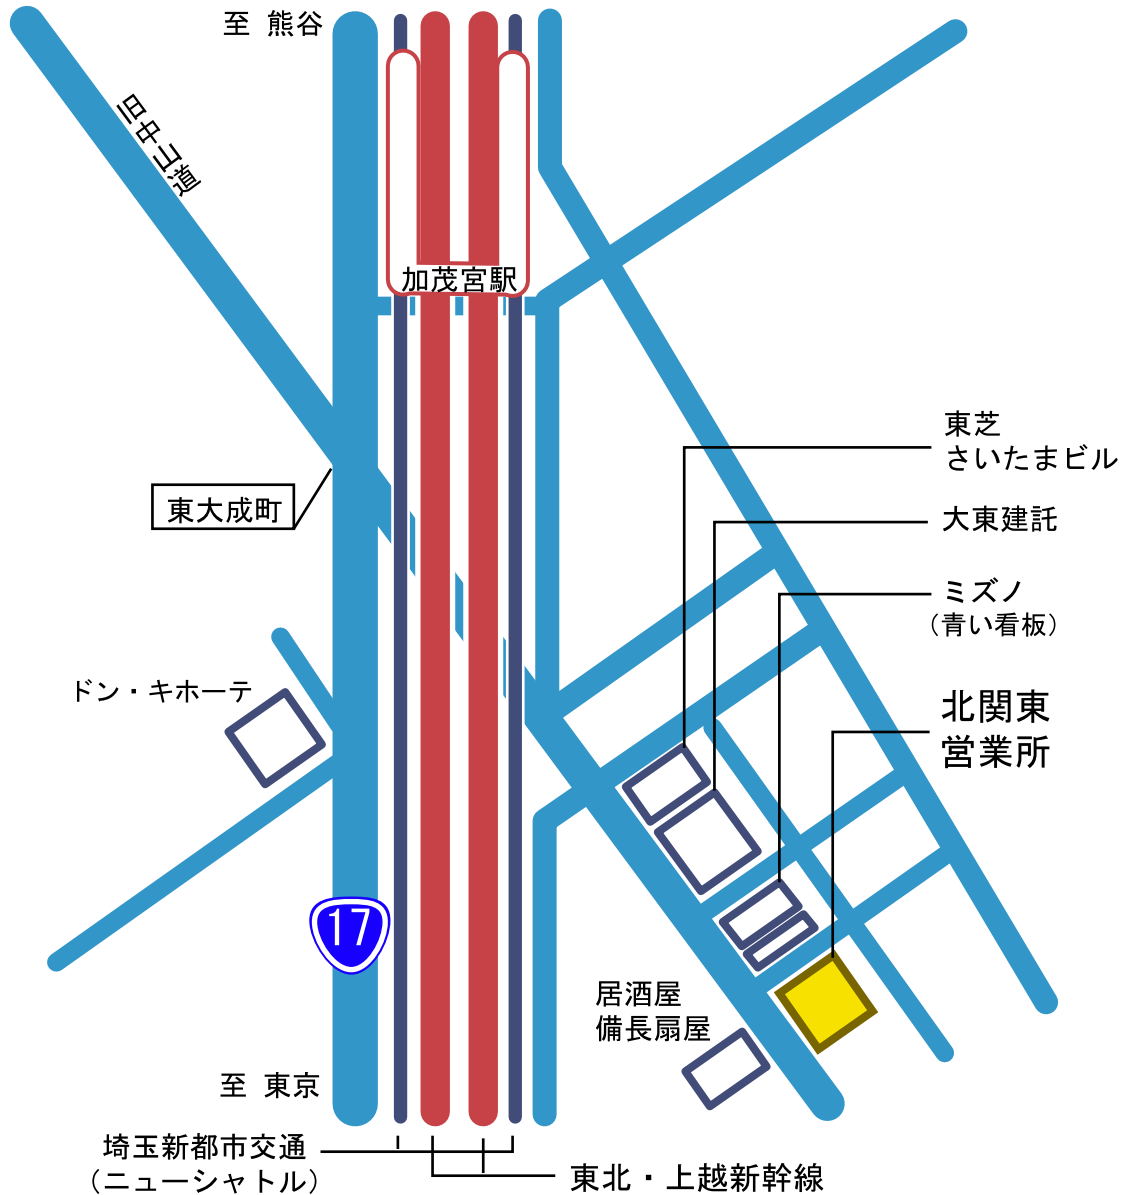 至 熊谷
旧中山道
加茂宮駅
東芝
さいたまビル
東大成町
大東建託
ミズノ
（青い看板）
ドン・キホーテ
北関東
営業所
17
居酒屋
備長扇屋
至 東京
埼玉新都市交通
（ニューシャトル）
東北・上越新幹線